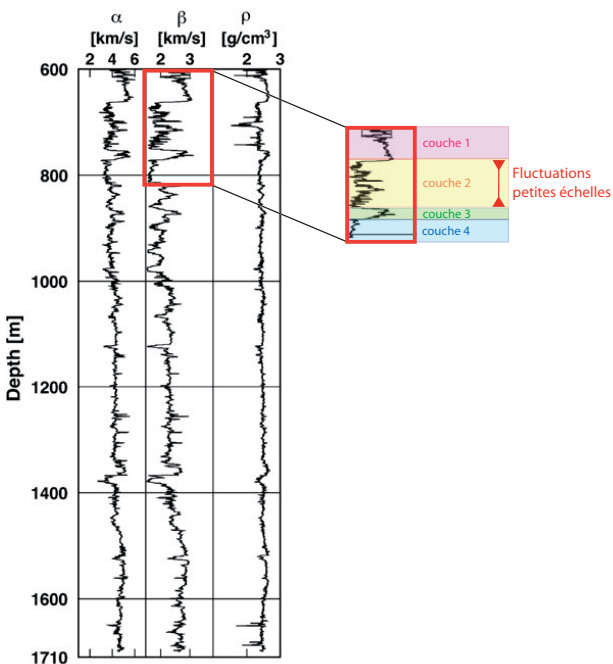 α β ρ
[km/s] [km/s] [g/cm³]
2 4 6 2 3 2 3
600
couche 1
couche 2
Fluctuations
petites échelles
couche 3
couche 4
800
1000
Depth [m]
1200
1400
1600
1710